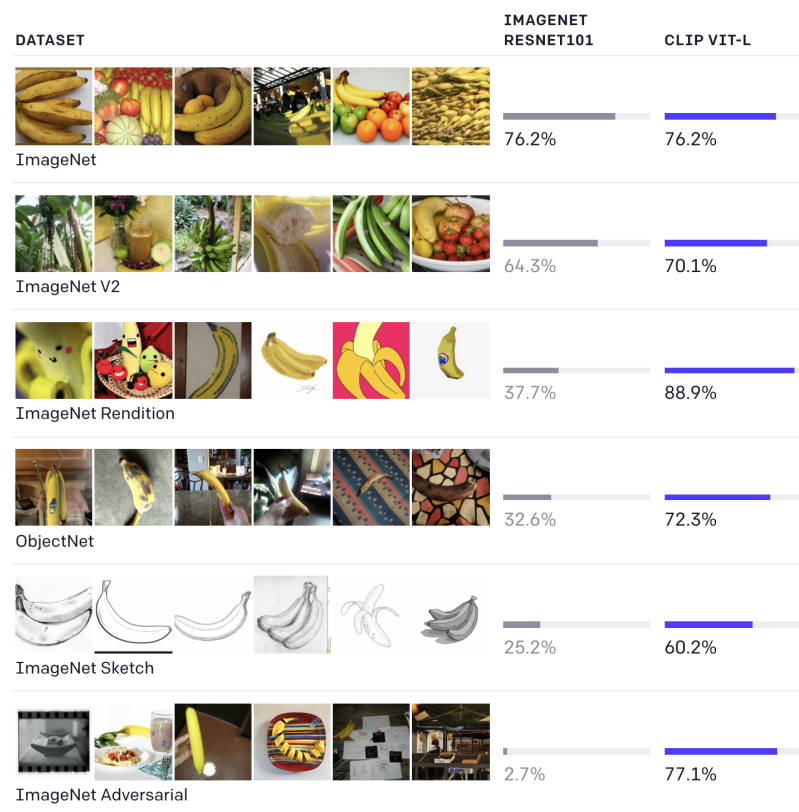 DATASET
IMAGENET
RESNET101
CLIP VIT-L
76.2%
76.2%
ImageNet
64.3%
70.1%
ImageNet V2
37.7%
88.9%
ImageNet Rendition
32.6%
72.3%
ObjectNet
25.2%
60.2%
ImageNet Sketch
2.7%
77.1%
ImageNet Adversarial